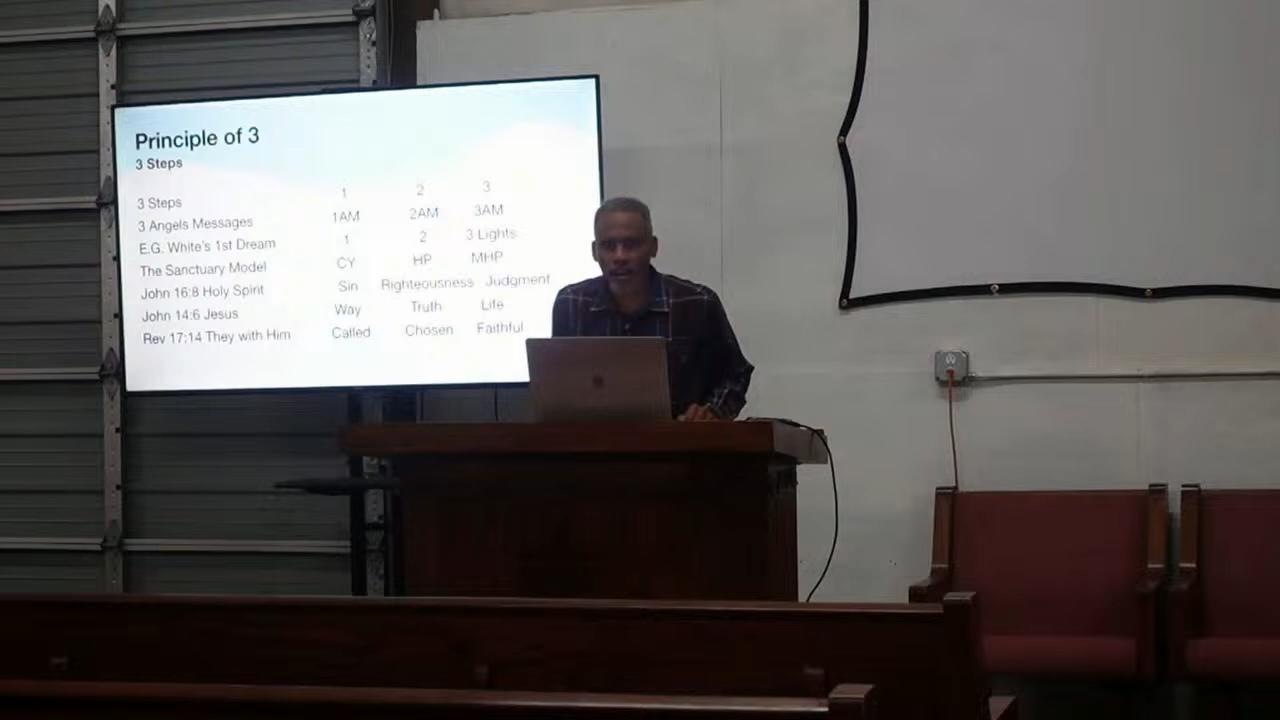 Principle of 3
3 Steps
3 Steps 1 2 3
3 Angels Messages 1AM 2AM 3AM
E.G. White's 1st Dream 1 2 3 Lights
The Sanctuary Model CY HP MHP
John 16:8 Holy Spirit Sin Righteousness Judgment
John 14:6 Jesus Way Truth Life
Rev 17:14 They with Him Called Chosen Faithful